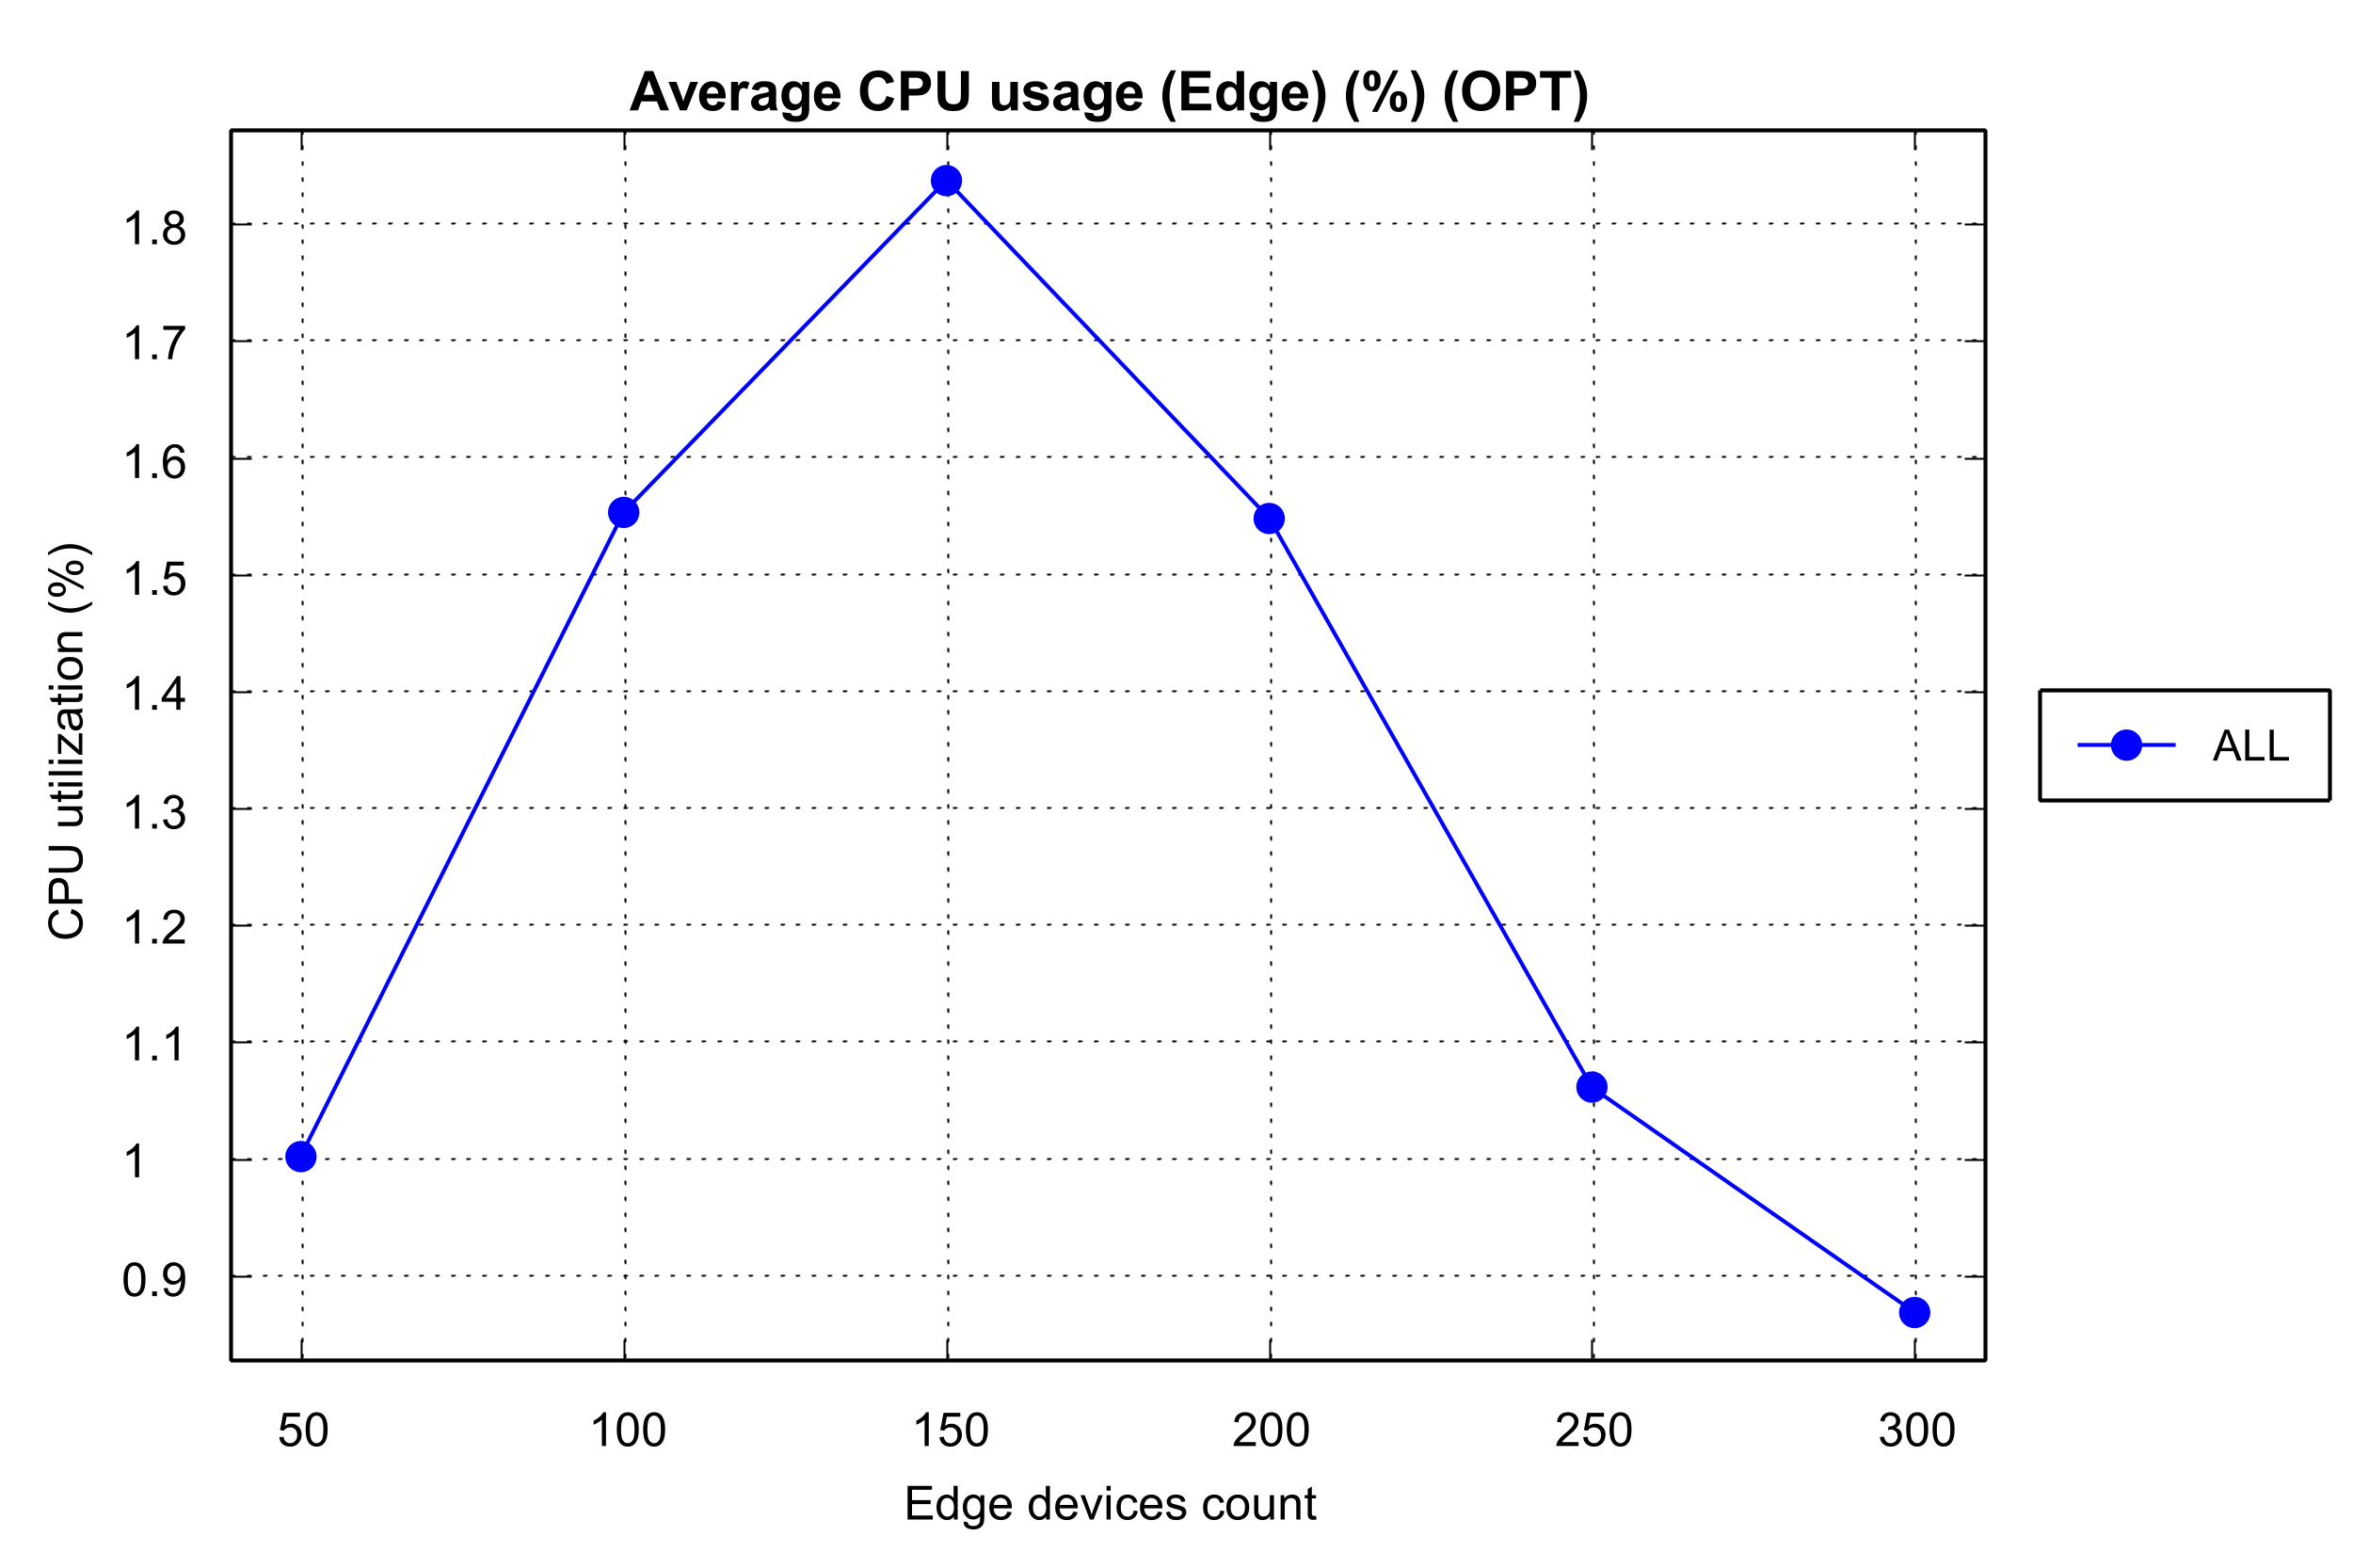 Average CPU usage (Edge) (%) (OPT)
1.8
1.7
1.6
1.5
1.4
1.3
1.2
1.1
1
0.9
CPU utilization (%)
ALL
50 100 150 200 250 300
Edge devices count